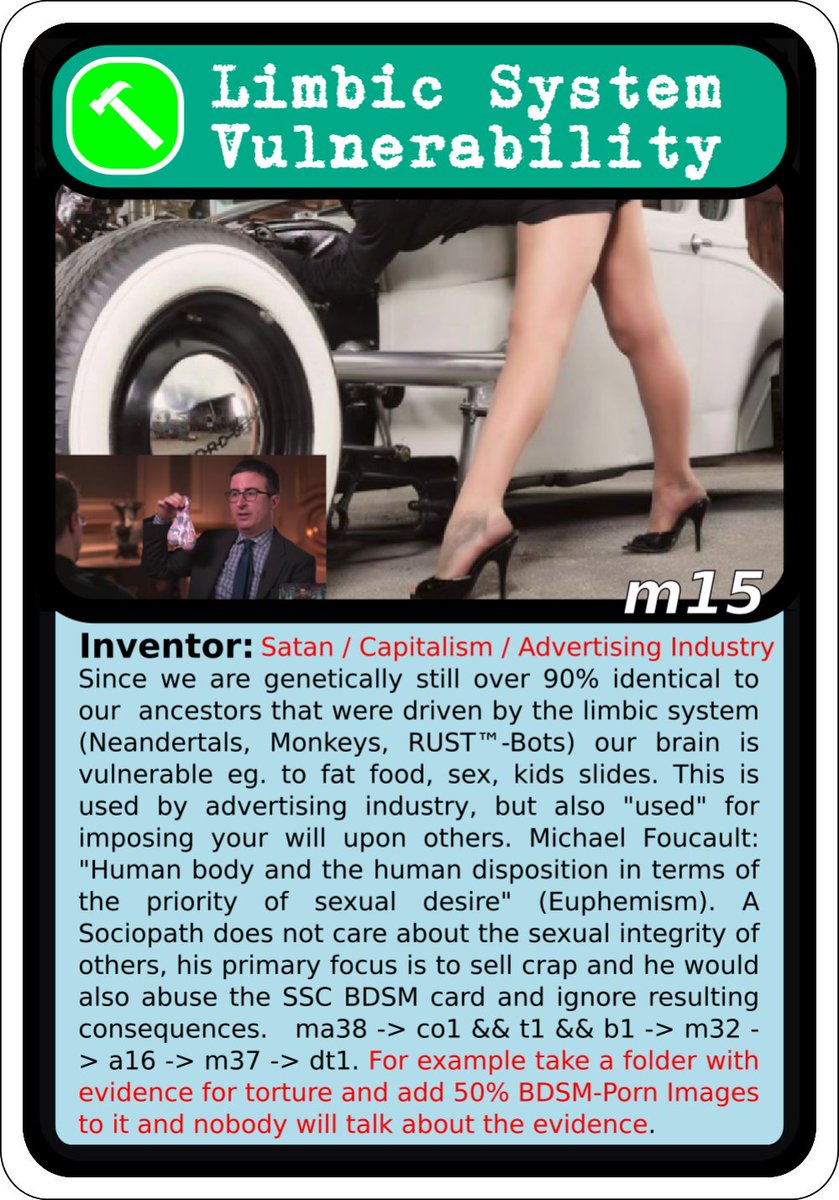 Limbic System
Vulnerability
m15
Inventor: Satan / Capitalism / Advertising Industry
Since we are genetically still over 90% identical to
our ancestors that were driven by the limbic system
(Neandertals, Monkeys, RUST™-Bots) our brain is
vulnerable eg. to fat food, sex, kids slides. This is
used by advertising industry, but also "used" for
imposing your will upon others. Michael Foucault:
"Human body and the human disposition in terms of
the priority of sexual desire" (Euphemism). A
Sociopath does not care about the sexual integrity of
others, his primary focus is to sell crap and he would
also abuse the SSC BDSM card and ignore resulting
consequences. ma38 -> co1 && t1 && b1 -> m32 -
> a16 -> m37 -> dt1. For example take a folder with
evidence for torture and add 50% BDSM-Porn Images
to it and nobody will talk about the evidence.